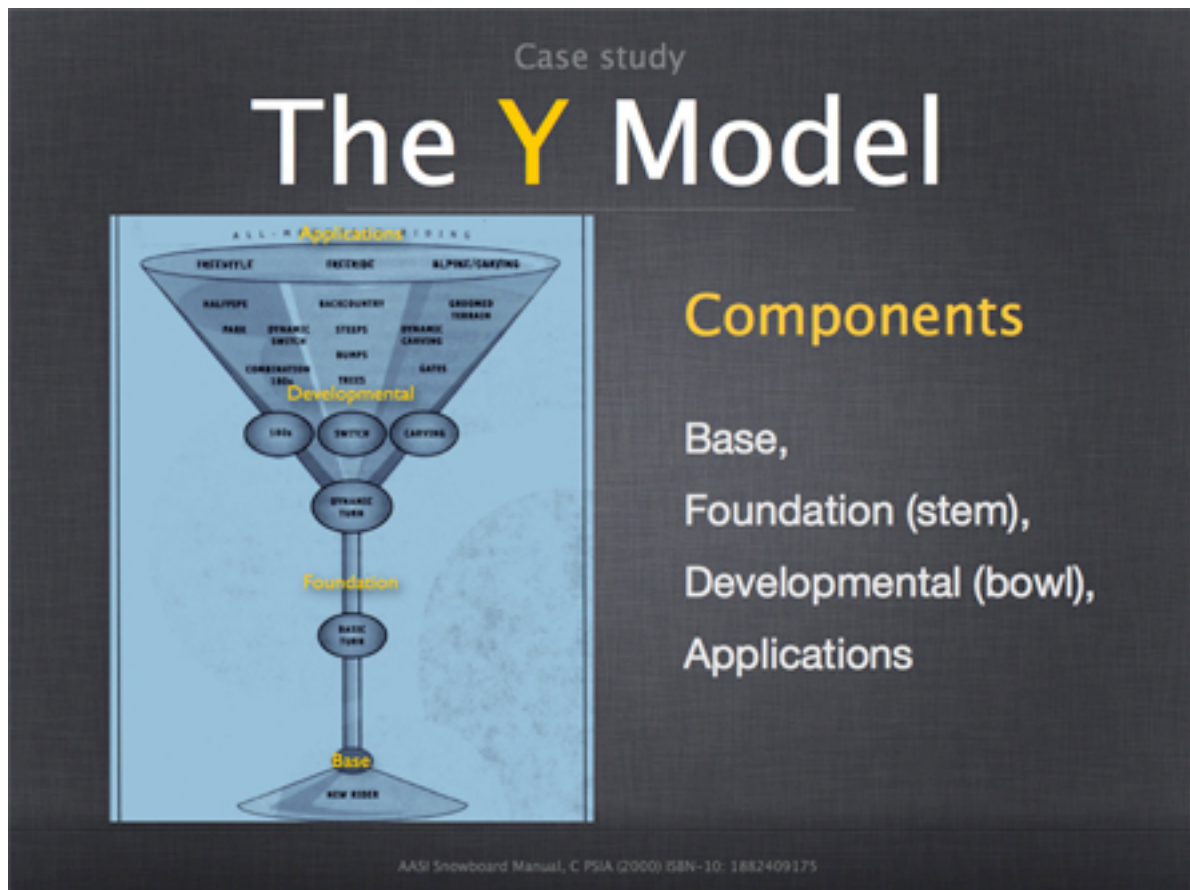 Case study
The Y Model
Applications
FREESTYLE FREERIDE ALPINE/CARVING
HALFPIPE BACKCOUNTRY GROOMED
TERRAIN
PARK DYNAMIC STEEPS DYNAMIC
SWITCH CARVING
BUMPS
COMBINATION GATES
180s TREES
Developmental
180s SWITCH CARVING
DYNAMIC
TURN
Foundation
BASIC
TURN
Base
NEW RIDER
Components
Base,
Foundation (stem),
Developmental (bowl),
Applications
AASI Snowboard Manual, C PSIA (2000) ISBN-10: 1882409175